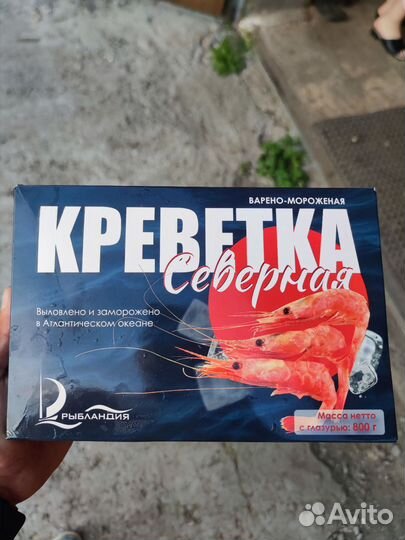 ВАРЕНО-МОРОЖЕНАЯ
КРЕВЕТКА
Северная
Выловлено и заморожено
в Атлантическом океане
РЫБЛАНДИЯ
Масса нетто
с глазурью: 800 г
Avito